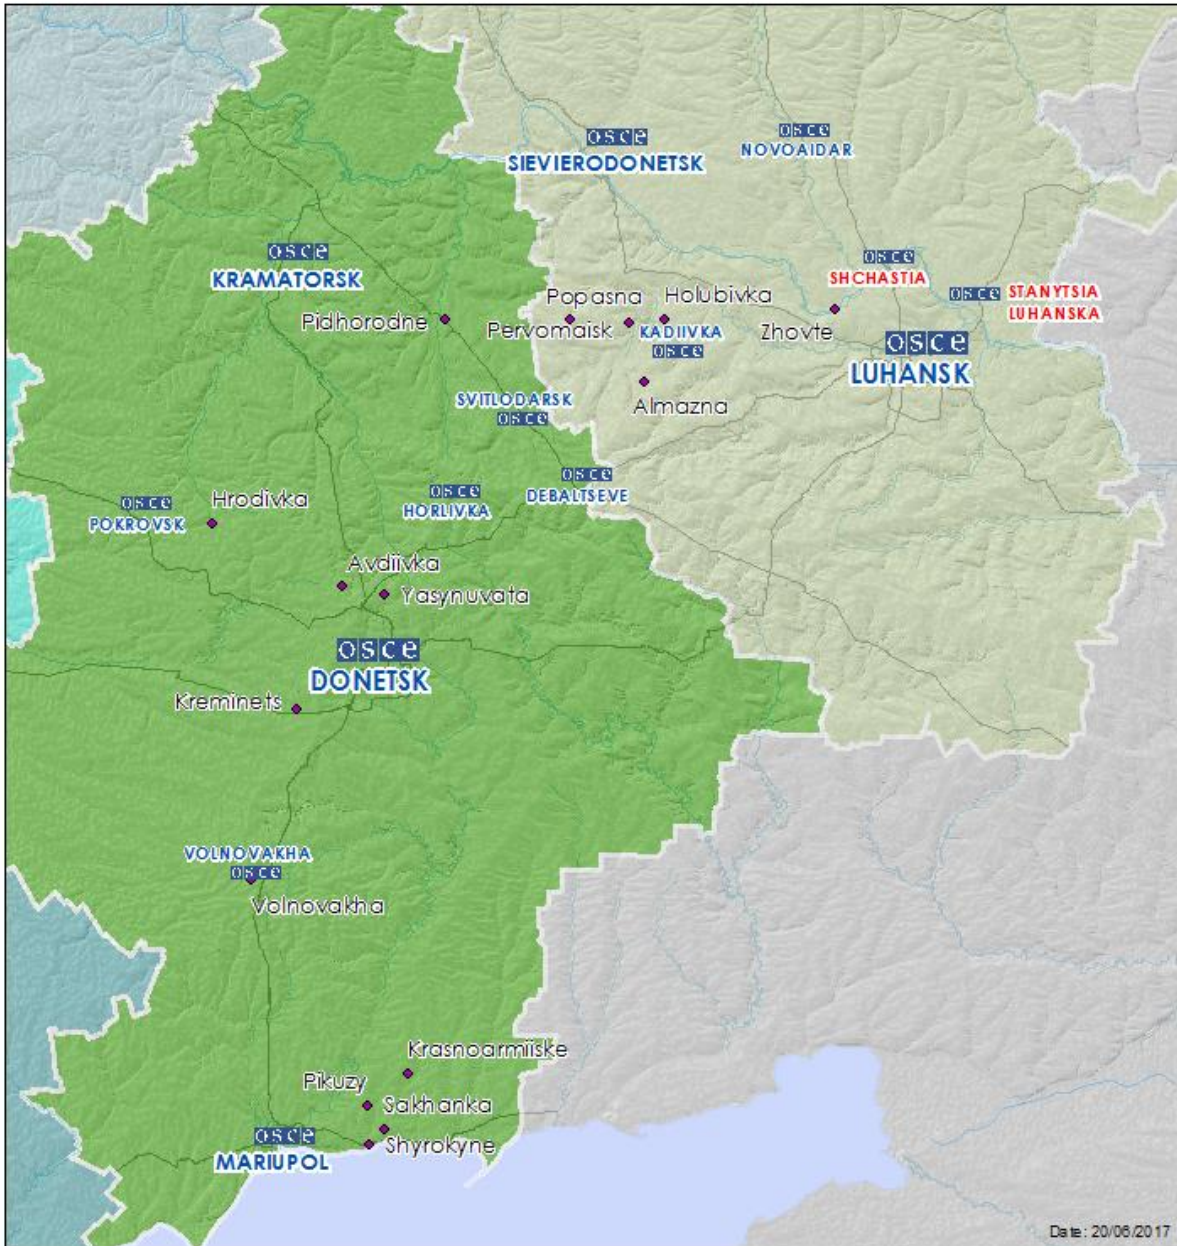 osce
SIEVIERODONETSK
osce
NOVOAIDAR
osce
KRAMATORSK
osce
SHCHASTIA
osce
STANYTSIA
LUHANSKA
Popasna
Holubivka
Pidhorodne
Pervomaisk
KADIIVKA
osce
Zhovte
osce
LUHANSK
Almazna
SVITLODARSK
osce
osce
DEBALTSEVE
osce
HORLIVKA
osce
POKROVSK
Hrodivka
Avdiivka
Yasynuvata
osce
DONETSK
Kreminets
VOLNOVAKHA
osce
Volnovakha
Krasnoarmiiske
Pikuzy
Sakhanka
Shyrokyne
osce
MARIUPOL
Date: 20/06/2017